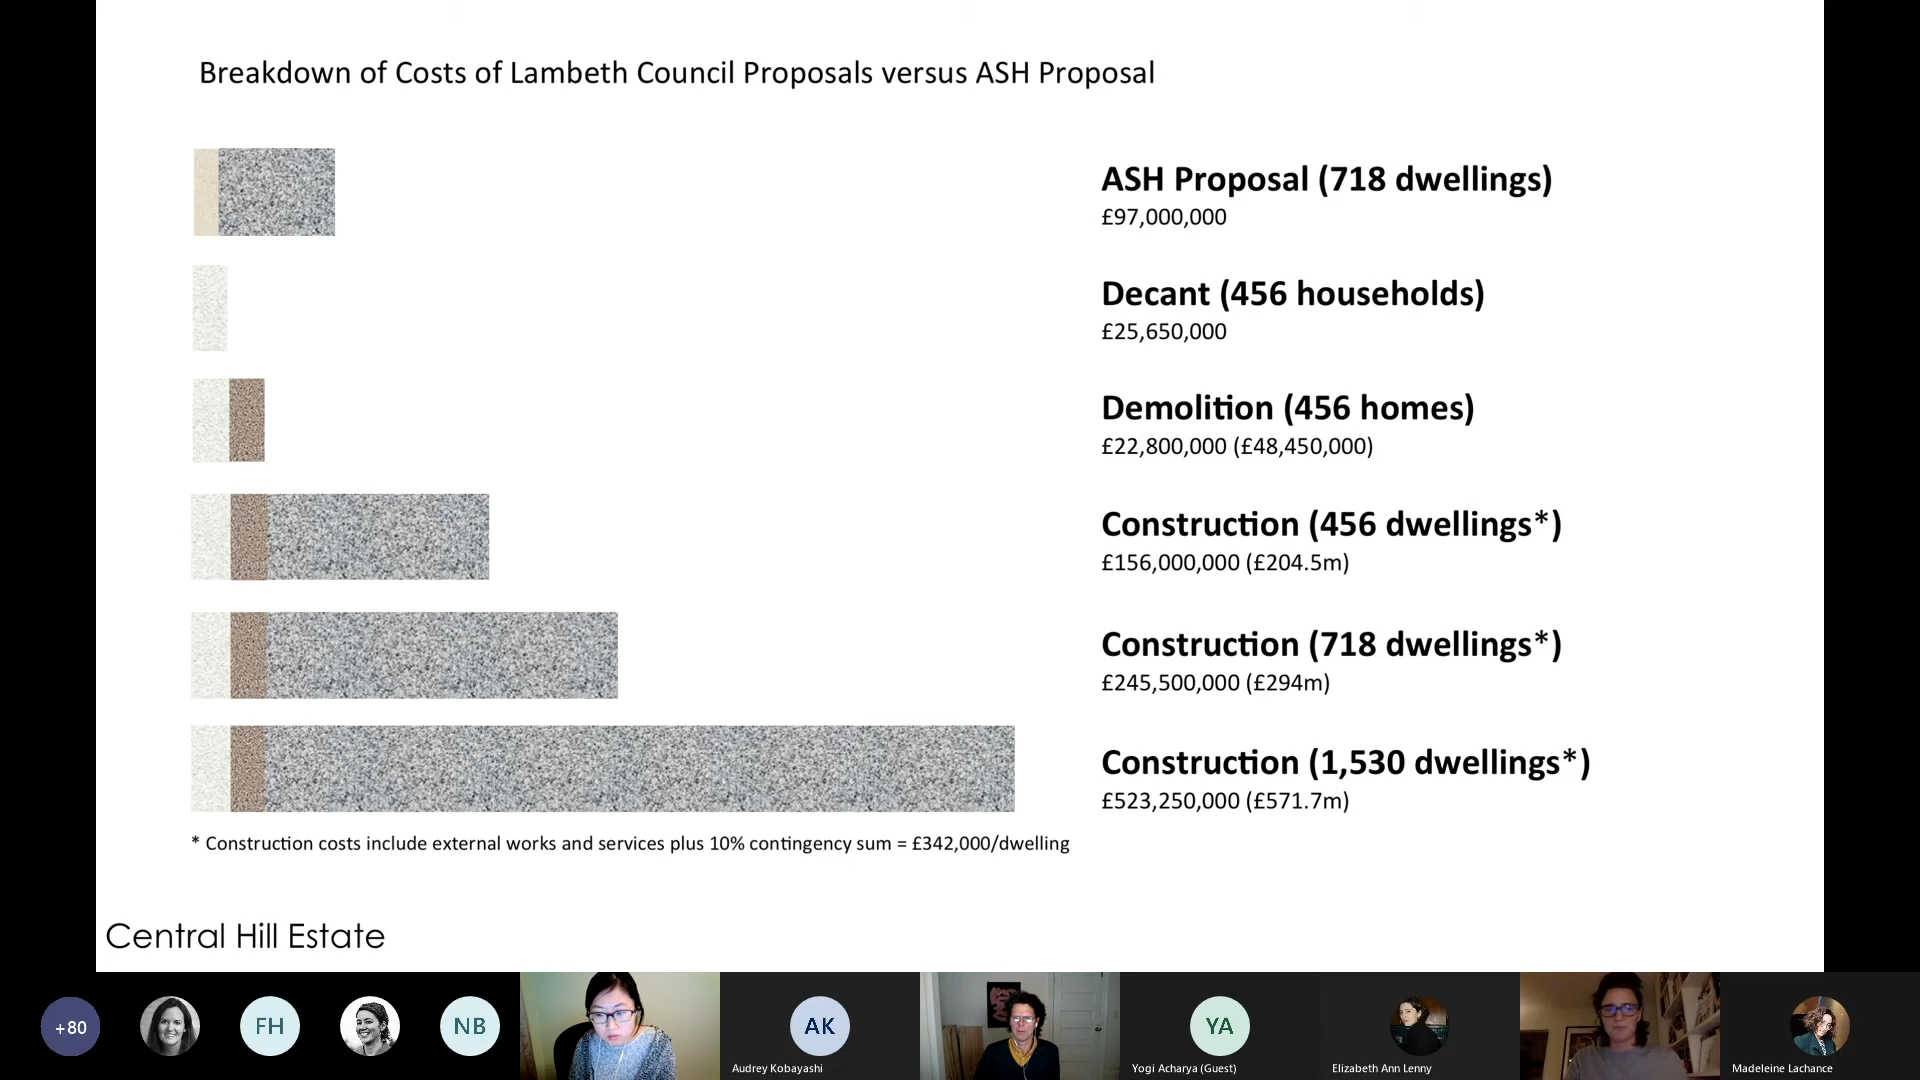 Breakdown of Costs of Lambeth Council Proposals versus ASH Proposal
ASH Proposal (718 dwellings)
£97,000,000
Decant (456 households)
£25,650,000
Demolition (456 homes)
£22,800,000 (£48,450,000)
Construction (456 dwellings*)
£156,000,000 (£204.5m)
Construction (718 dwellings*)
£245,500,000 (£294m)
Construction (1,530 dwellings*)
£523,250,000 (£571.7m)
* Construction costs include external works and services plus 10% contingency sum = £342,000/dwelling
Central Hill Estate
+80
FH
NB
AK
Audrey Kobayashi
YA
Yogi Acharya (Guest)
Elizabeth Ann Lenny
Madeleine Lachance